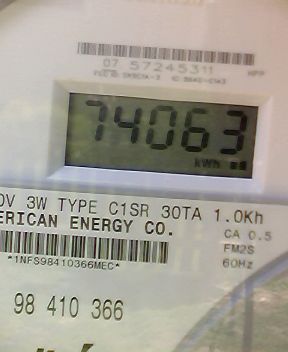 07 57245311
HPP
74063
kWh
0V 3W TYPE C1SR 30TA 1.0Kh
ERICAN ENERGY CO.
CA 0.5
*1NFS98410366MEC*
FM2S
60Hz
98 410 366